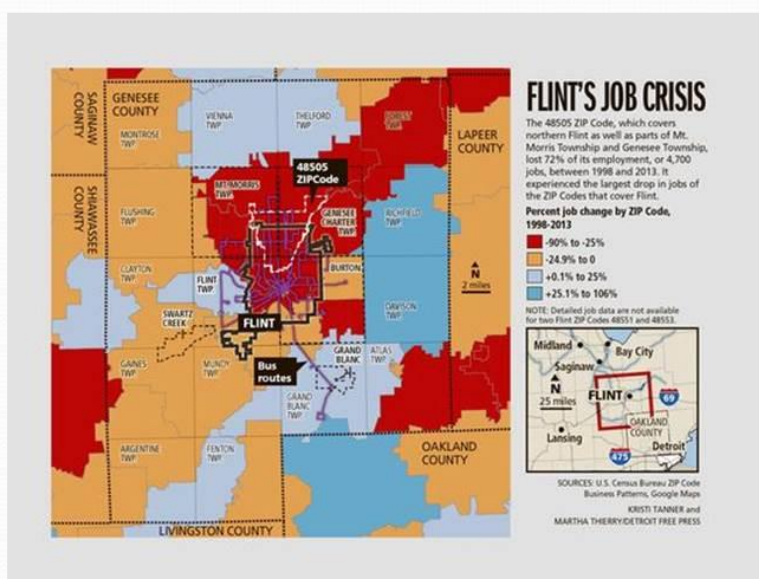 FLINT'S JOB CRISIS
The 48505 ZIP Code, which covers
northern Flint as well as parts of Mt.
Morris Township and Genesee Township,
lost 72% of its employment, or 4,700
jobs, between 1998 and 2013. It
experienced the largest drop in jobs of
the ZIP Codes that cover Flint.
Percent job change by ZIP Code,
1998-2013
-90% to -25%
-24.9% to 0
+0.1% to 25%
+25.1% to 106%
N
2 miles
NOTE: Detailed job data are not available
for two Flint ZIP Codes 48551 and 48553.
SAGINAW
COUNTY
GENESEE
COUNTY
MONTROSE
TWP.
VIENNA
TWP.
THELFORD
TWP.
FOREST
TWP.
LAPEER
COUNTY
48505
ZIPCode
SHIAWASSEE
COUNTY
MT. MORRIS
TWP.
FLUSHING
TWP.
GENESEE
CHARTER
TWP.
RICHFIELD
TWP.
CLAYTON
TWP.
FLINT
TWP.
BURTON
SWARTZ
CREEK
FLINT
DAVISON
TWP.
GAINES
TWP.
MUNDY
TWP.
Bus
routes
GRAND
BLANC
ATLAS
TWP.
GRAND
BLANC
TWP.
ARGENTINE
TWP.
FENTON
TWP.
OAKLAND
COUNTY
LIVINGSTON COUNTY
Midland
Bay City
Saginaw
N
25 miles
FLINT
69
Lansing
OAKLAND
COUNTY
475
Detroit
SOURCES: U.S. Census Bureau ZIP Code
Business Patterns, Google Maps
KRISTI TANNER and
MARTHA THIERRY/DETROIT FREE PRESS